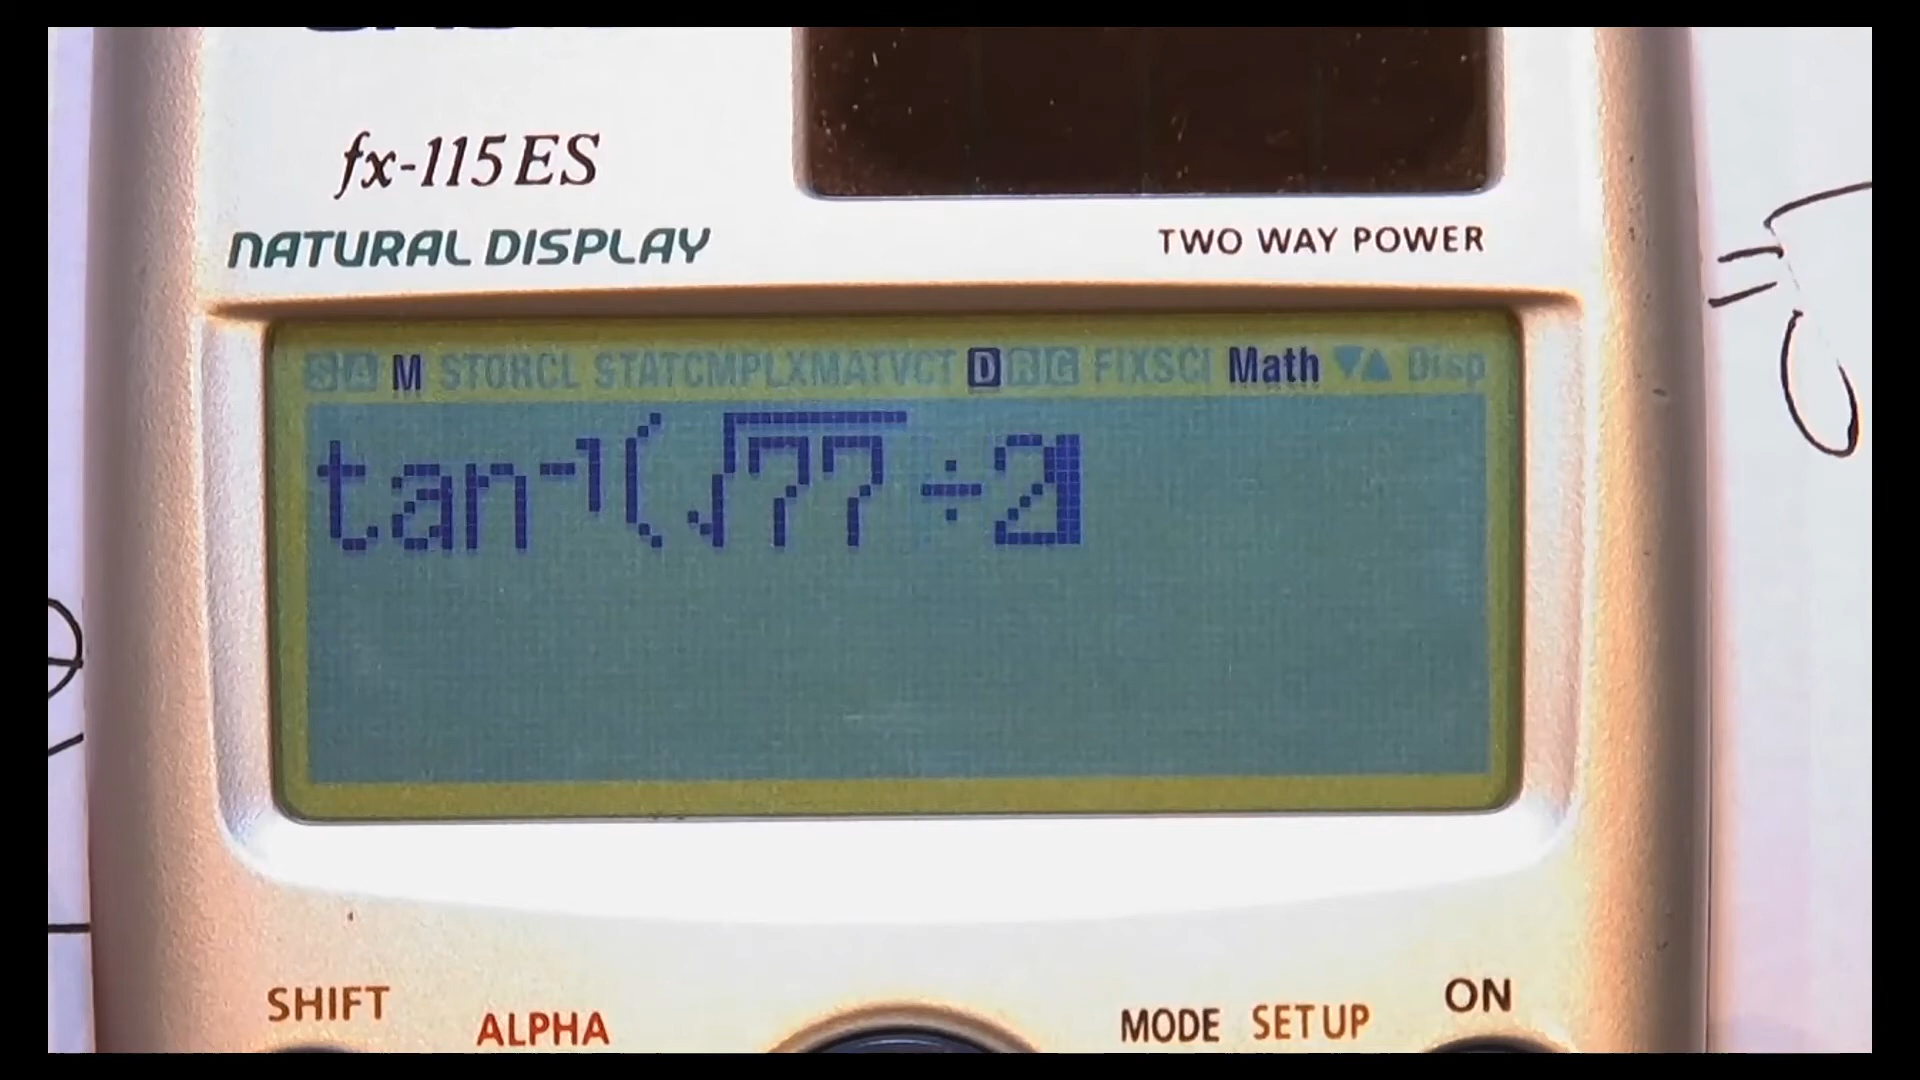 fx-115ES
NATURAL DISPLAY
TWO WAY POWER
S A M STO RCL STAT CMPLX MAT VCT D R G FIX SCI Math ▼▲ Disp
tan⁻¹(√77÷2
SHIFT
ALPHA
MODE SETUP
ON